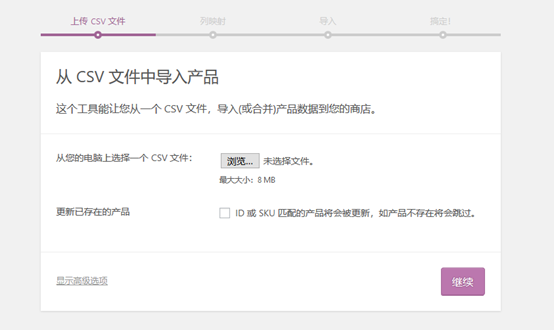 上传 CSV 文件
列映射
导入
搞定!
从 CSV 文件中导入产品
这个工具能让您从一个 CSV 文件，导入(或合并)产品数据到您的商店。
从您的电脑上选择一个 CSV 文件：
浏览... 未选择文件。
最大大小：8 MB
更新已存在的产品
ID 或 SKU 匹配的产品将会被更新，如产品不存在将会跳过。
显示高级选项
继续